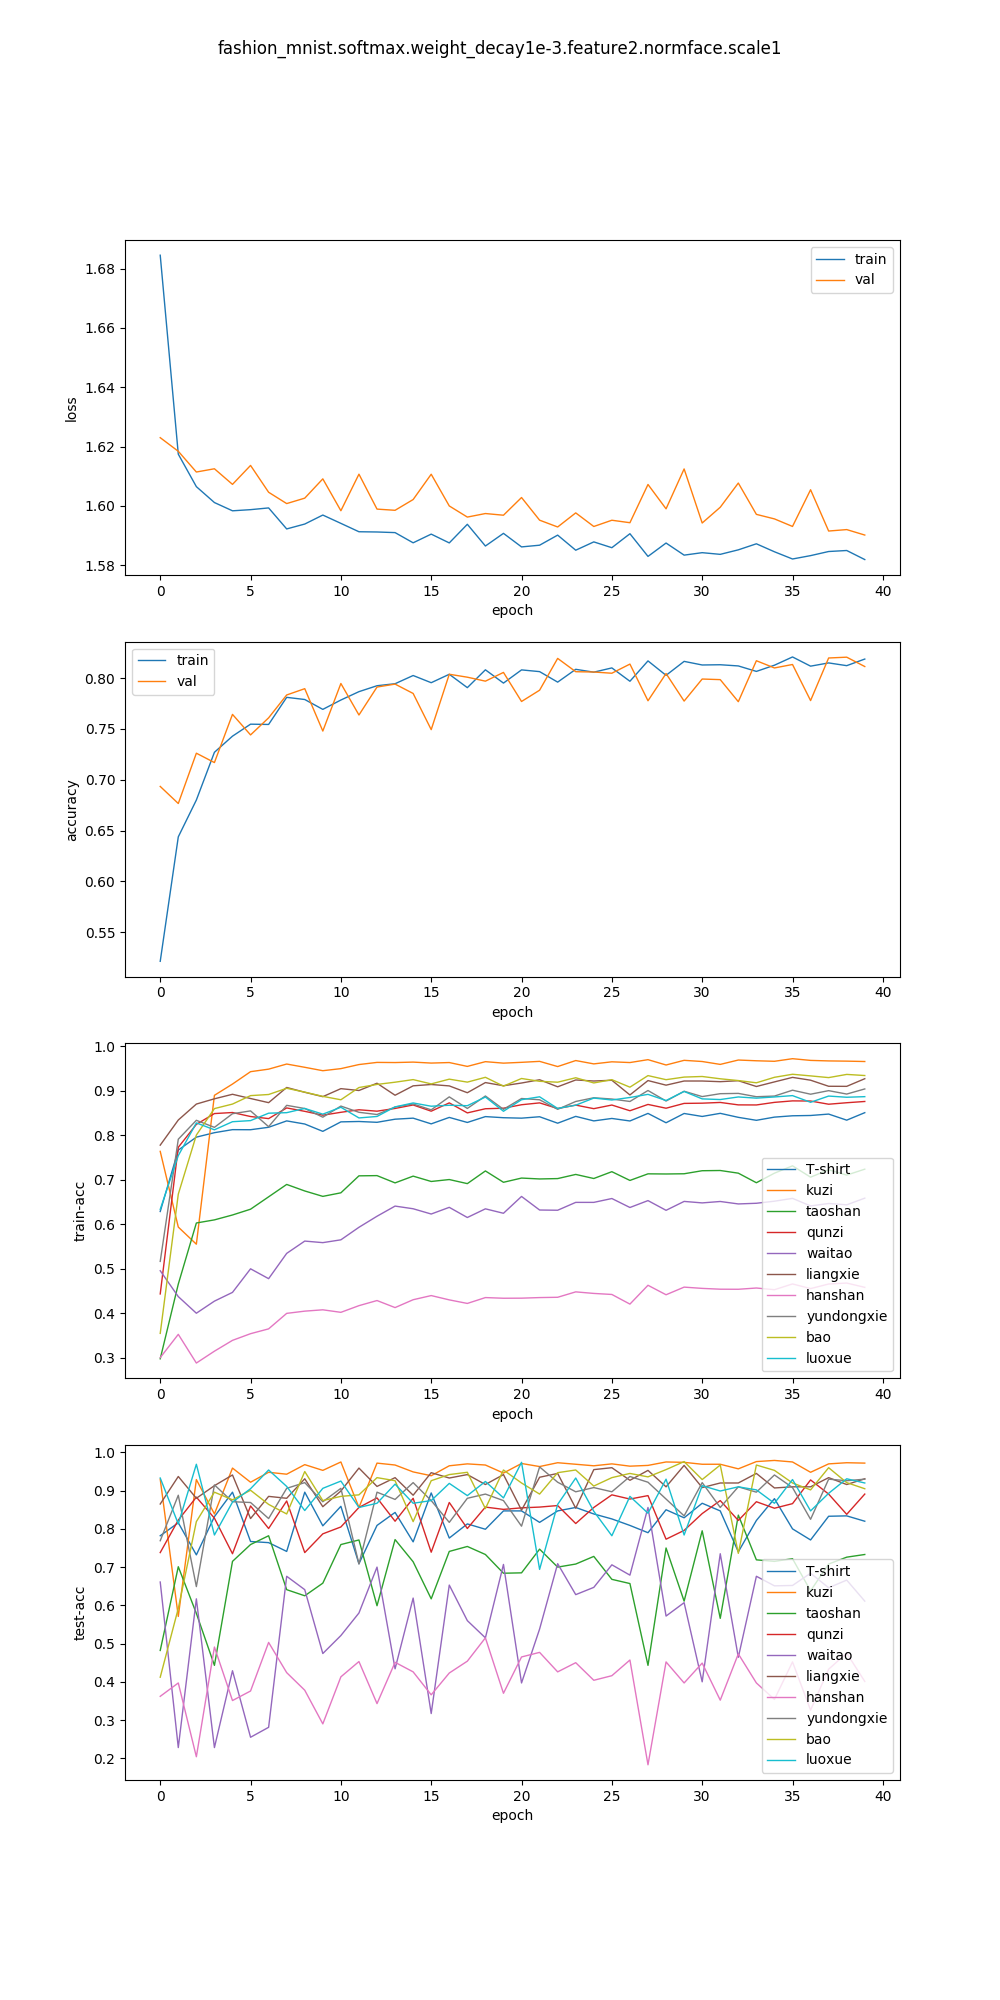 fashion_mnist.softmax.weight_decay1e-3.feature2.normface.scale1
train
val
1.68
1.66
1.64
1.62
1.60
1.58
loss
0 5 10 15 20 25 30 35 40
epoch
train
val
0.80
0.75
0.70
0.65
0.60
0.55
accuracy
0 5 10 15 20 25 30 35 40
epoch
1.0
0.9
0.8
0.7
0.6
0.5
0.4
0.3
train-acc
T-shirt
kuzi
taoshan
qunzi
waitao
liangxie
hanshan
yundongxie
bao
luoxue
0 5 10 15 20 25 30 35 40
epoch
1.0
0.9
0.8
0.7
0.6
0.5
0.4
0.3
0.2
test-acc
T-shirt
kuzi
taoshan
qunzi
waitao
liangxie
hanshan
yundongxie
bao
luoxue
0 5 10 15 20 25 30 35 40
epoch